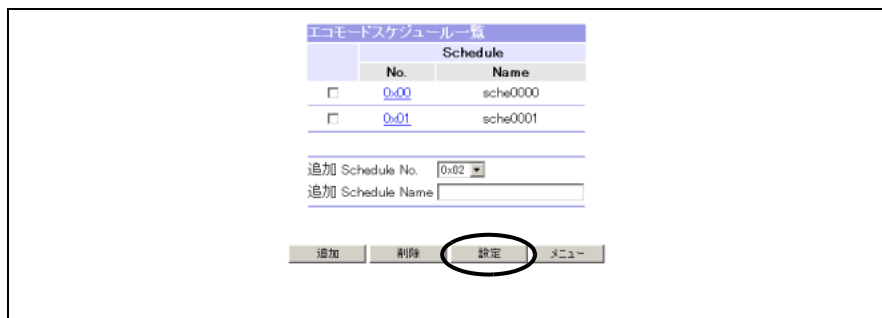 エコモードスケジュール一覧
Schedule
No. Name
0x00 sche0000
0x01 sche0001
追加 Schedule No. 0x02
追加 Schedule Name
追加 削除 設定 メニュー